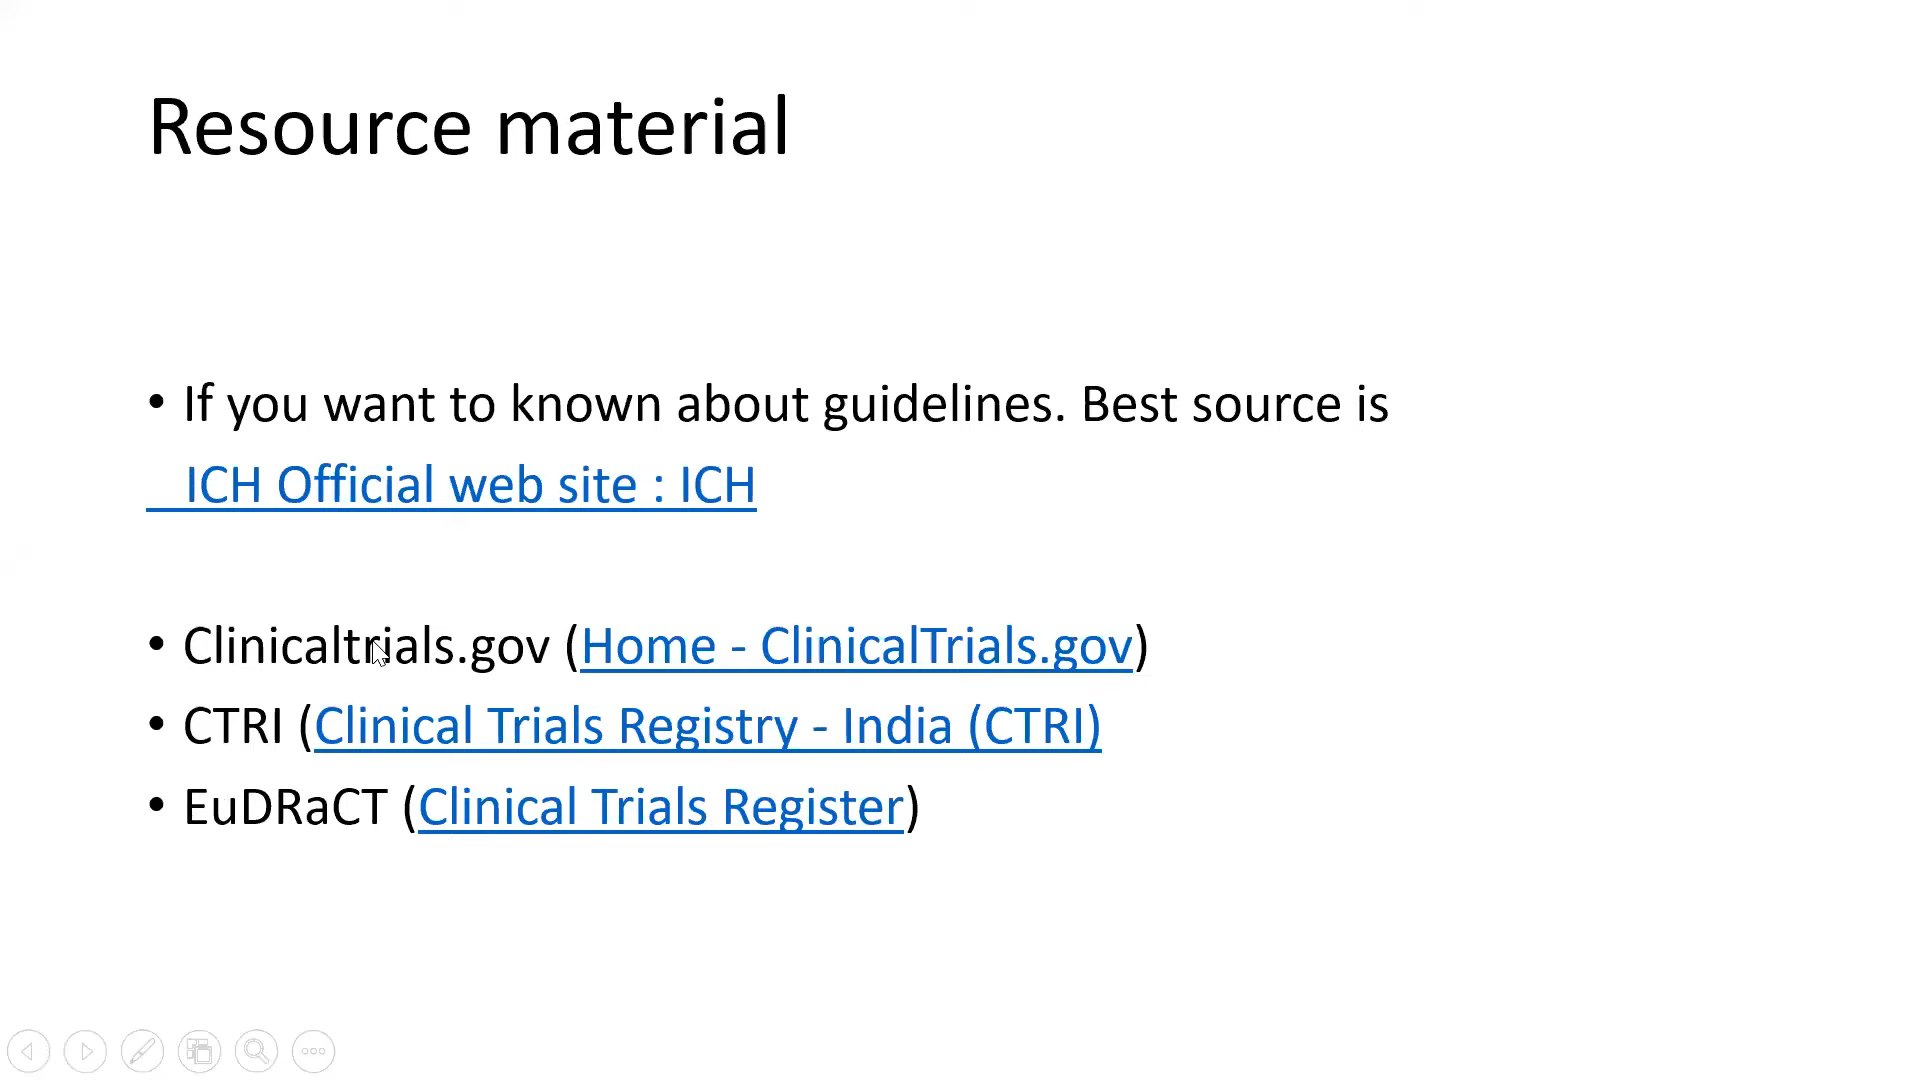 Resource material
• If you want to known about guidelines. Best source is
ICH Official web site : ICH
• Clinicaltrials.gov (Home - ClinicalTrials.gov)
• CTRI (Clinical Trials Registry - India (CTRI)
• EuDRaCT (Clinical Trials Register)